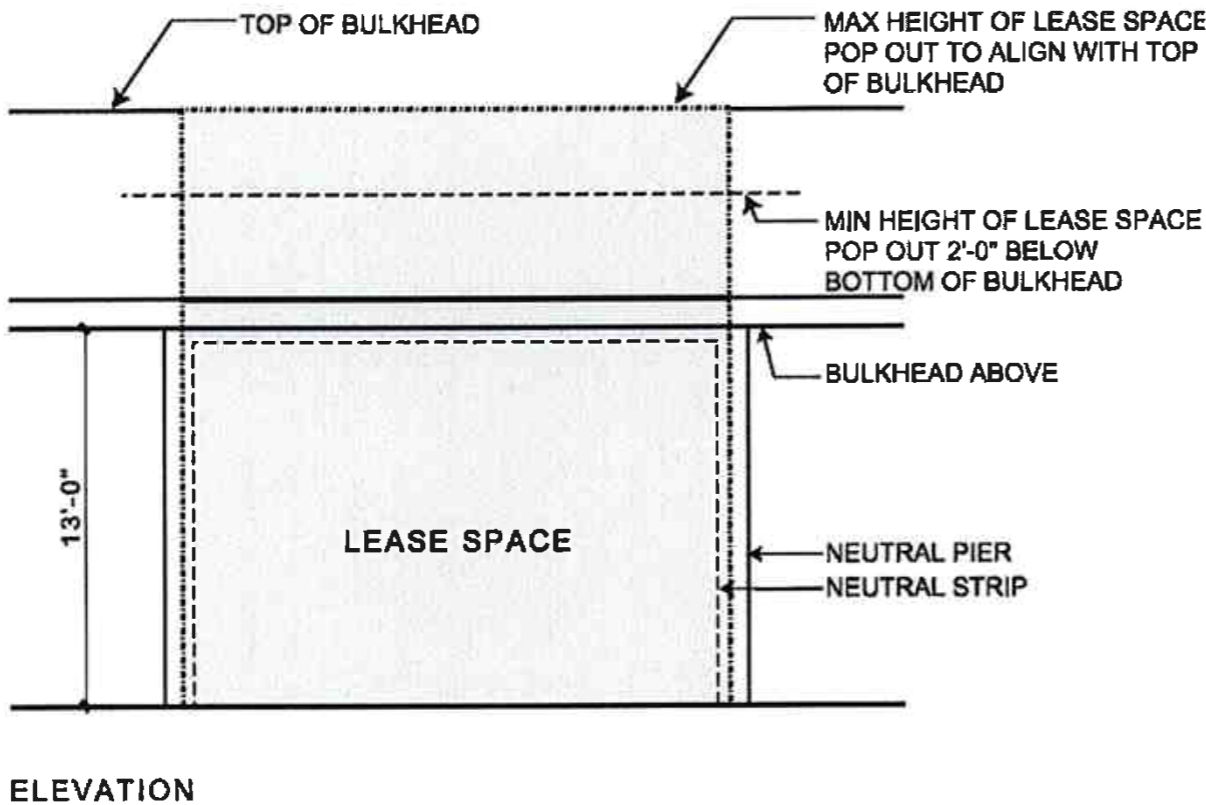 TOP OF BULKHEAD
MAX HEIGHT OF LEASE SPACE
POP OUT TO ALIGN WITH TOP
OF BULKHEAD
MIN HEIGHT OF LEASE SPACE
POP OUT 2'-0" BELOW
BOTTOM OF BULKHEAD
BULKHEAD ABOVE
13'-0"
LEASE SPACE
NEUTRAL PIER
NEUTRAL STRIP
ELEVATION